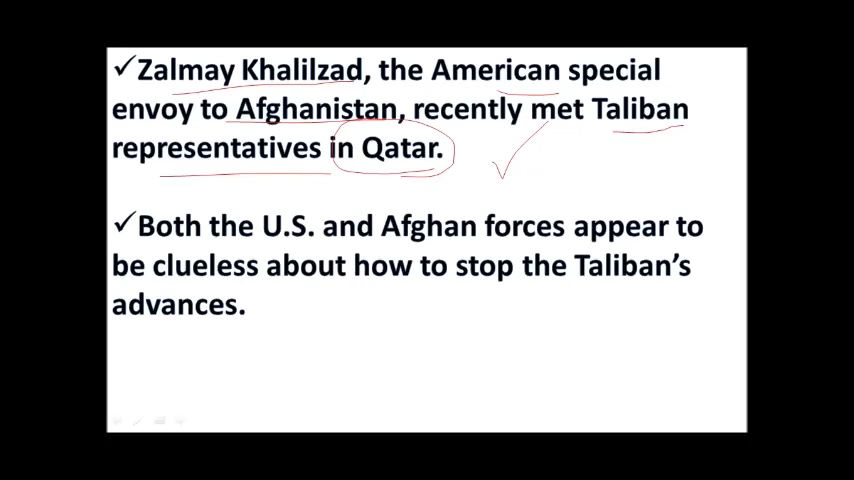 ✓Zalmay Khalilzad, the American special
envoy to Afghanistan, recently met Taliban
representatives in Qatar.
✓Both the U.S. and Afghan forces appear to
be clueless about how to stop the Taliban’s
advances.